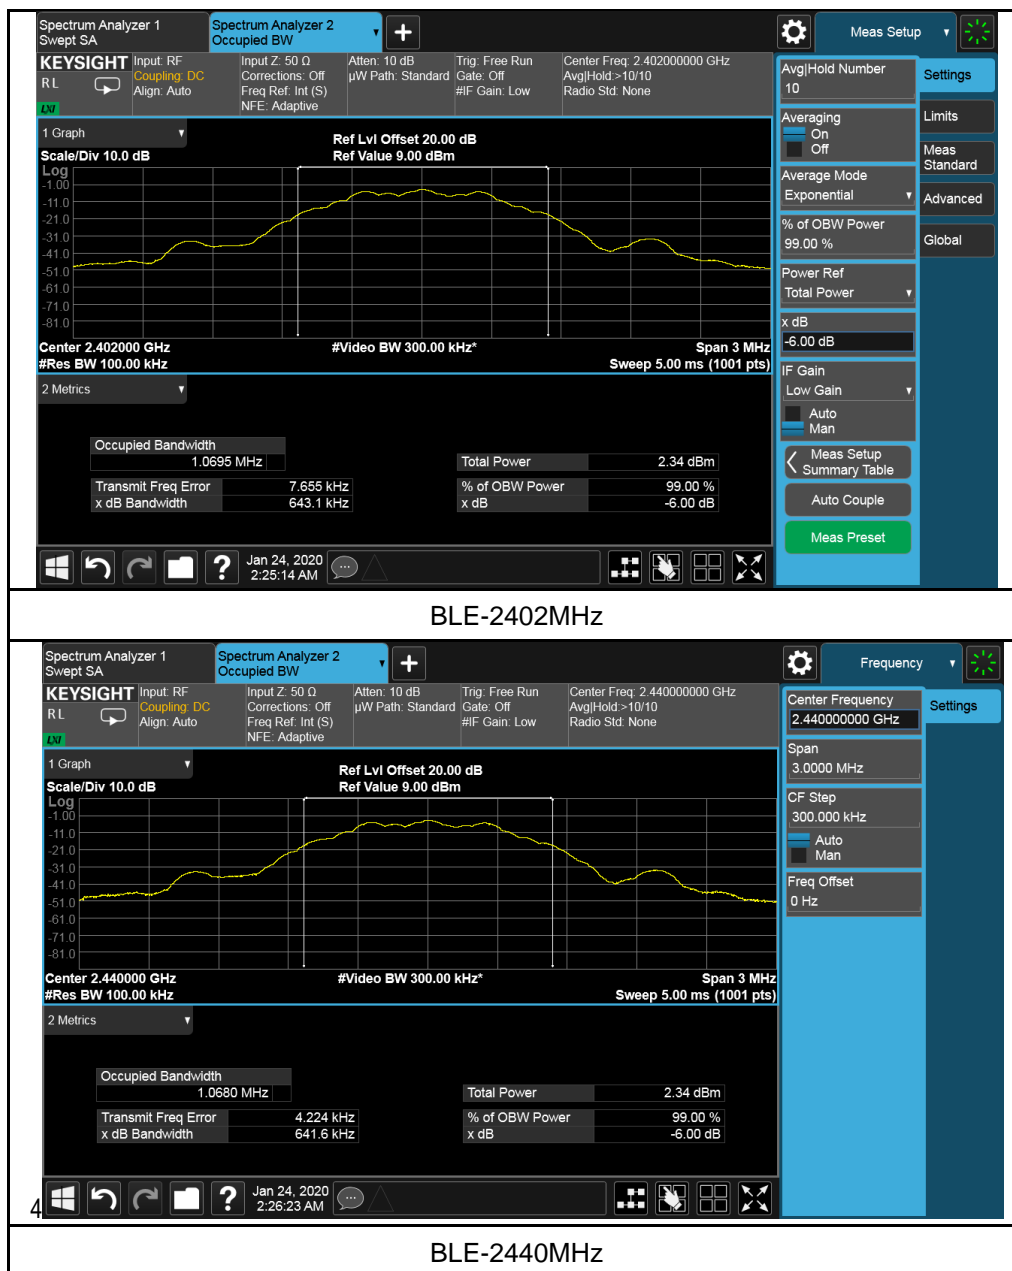 Spectrum Analyzer 1
Swept SA
Spectrum Analyzer 2
Occupied BW
Meas Setup
KEYSIGHT
RL
LXI
Input: RF
Coupling: DC
Align: Auto
Input Z: 50 Ω
Corrections: Off
Freq Ref: Int (S)
NFE: Adaptive
Atten: 10 dB
µW Path: Standard
Trig: Free Run
Gate: Off
#IF Gain: Low
Center Freq: 2.402000000 GHz
Avg|Hold:>10/10
Radio Std: None
1 Graph
Scale/Div 10.0 dB
Ref Lvl Offset 20.00 dB
Ref Value 9.00 dBm
Log
-1.00
-11.0
-21.0
-31.0
-41.0
-51.0
-61.0
-71.0
-81.0
Center 2.402000 GHz
#Res BW 100.00 kHz
#Video BW 300.00 kHz*
Span 3 MHz
Sweep 5.00 ms (1001 pts)
2 Metrics
Occupied Bandwidth
1.0695 MHz
Total Power 2.34 dBm
Transmit Freq Error 7.655 kHz
% of OBW Power 99.00 %
x dB Bandwidth 643.1 kHz
x dB -6.00 dB
Jan 24, 2020
2:25:14 AM
Avg|Hold Number
10
Averaging
On
Off
Average Mode
Exponential
% of OBW Power
99.00 %
Power Ref
Total Power
x dB
-6.00 dB
IF Gain
Low Gain
Auto
Man
Meas Setup
Summary Table
Auto Couple
Meas Preset
Settings
Limits
Meas
Standard
Advanced
Global
BLE-2402MHz
Spectrum Analyzer 1
Swept SA
Spectrum Analyzer 2
Occupied BW
Frequency
KEYSIGHT
RL
LXI
Input: RF
Coupling: DC
Align: Auto
Input Z: 50 Ω
Corrections: Off
Freq Ref: Int (S)
NFE: Adaptive
Atten: 10 dB
µW Path: Standard
Trig: Free Run
Gate: Off
#IF Gain: Low
Center Freq: 2.440000000 GHz
Avg|Hold:>10/10
Radio Std: None
1 Graph
Scale/Div 10.0 dB
Ref Lvl Offset 20.00 dB
Ref Value 9.00 dBm
Log
-1.00
-11.0
-21.0
-31.0
-41.0
-51.0
-61.0
-71.0
-81.0
Center 2.440000 GHz
#Res BW 100.00 kHz
#Video BW 300.00 kHz*
Span 3 MHz
Sweep 5.00 ms (1001 pts)
2 Metrics
Occupied Bandwidth
1.0680 MHz
Total Power 2.34 dBm
Transmit Freq Error 4.224 kHz
% of OBW Power 99.00 %
x dB Bandwidth 641.6 kHz
x dB -6.00 dB
4
Jan 24, 2020
2:26:23 AM
Center Frequency
2.440000000 GHz
Span
3.0000 MHz
CF Step
300.000 kHz
Auto
Man
Freq Offset
0 Hz
Settings
BLE-2440MHz